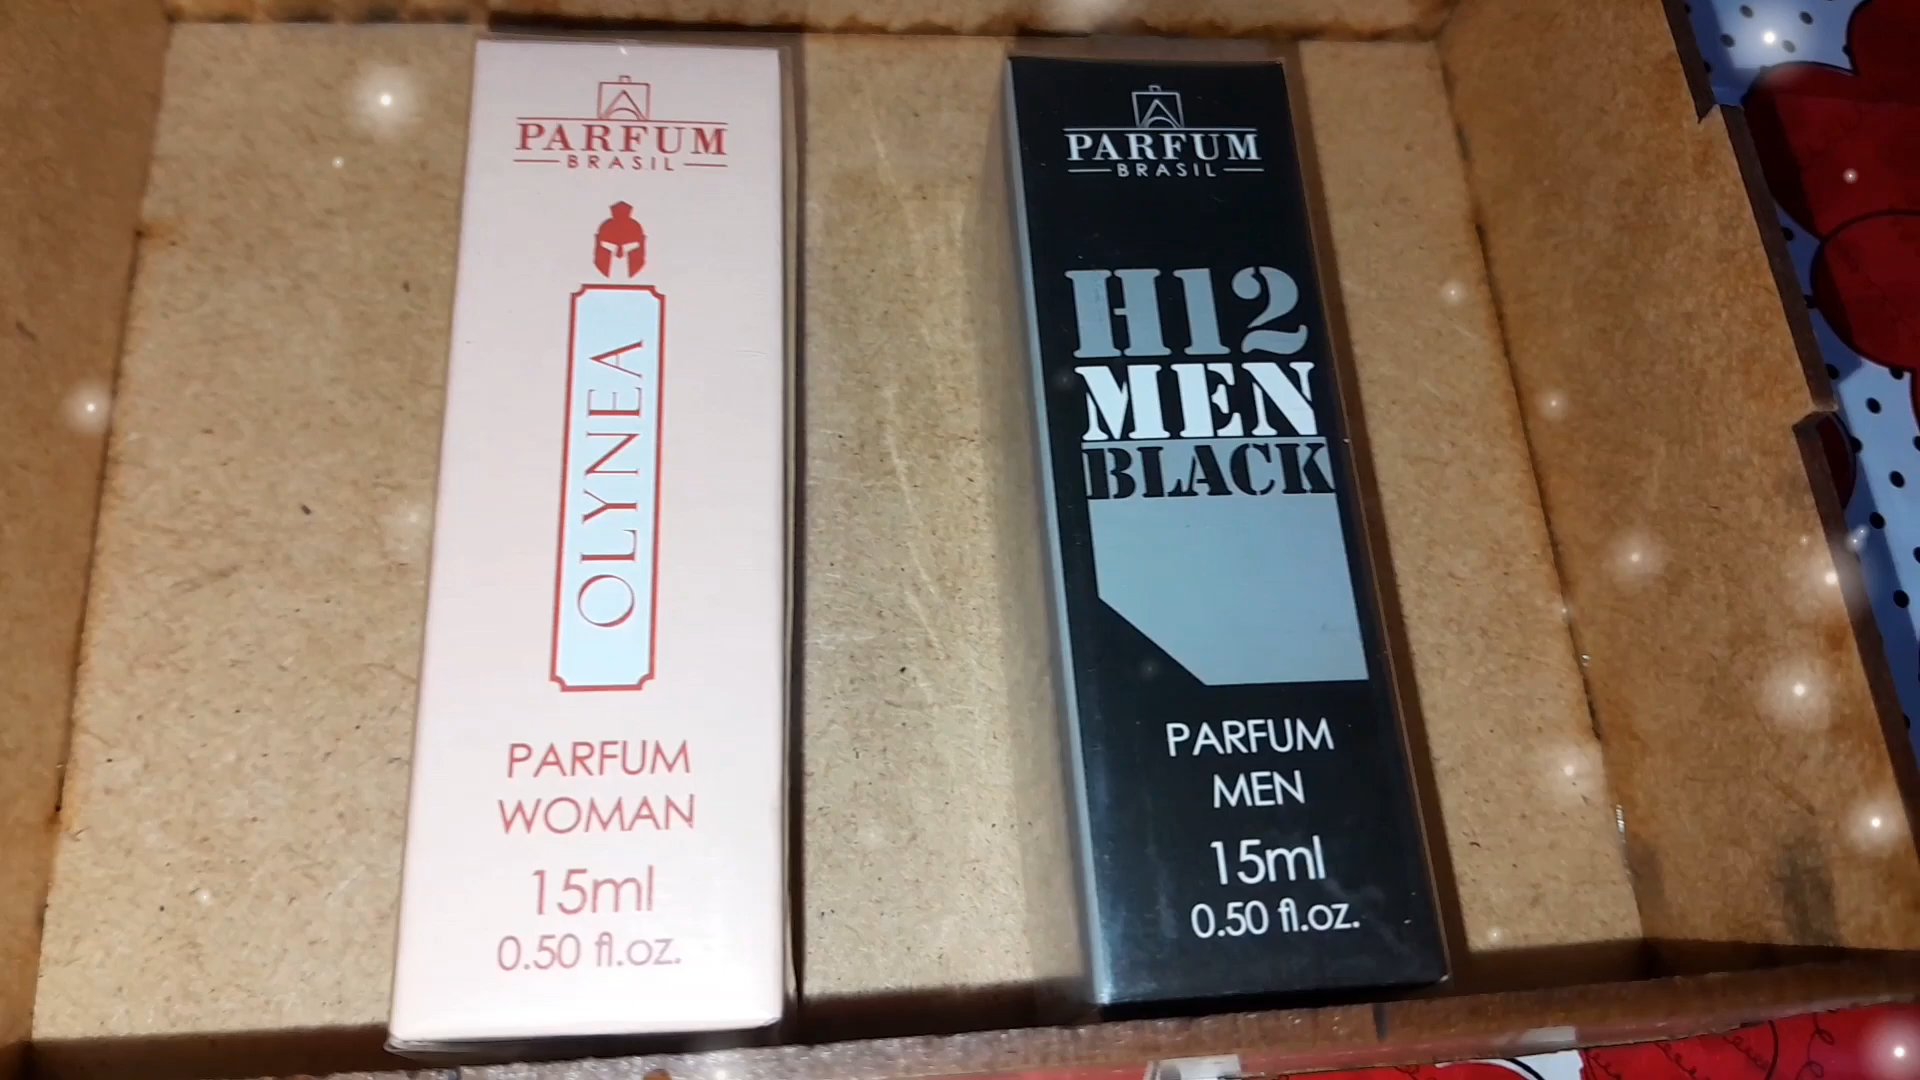 PARFUM
BRASIL
OLYNEA
PARFUM
WOMAN
15ml
0.50 fl.oz.
PARFUM
BRASIL
H12
MEN
BLACK
PARFUM
MEN
15ml
0.50 fl.oz.